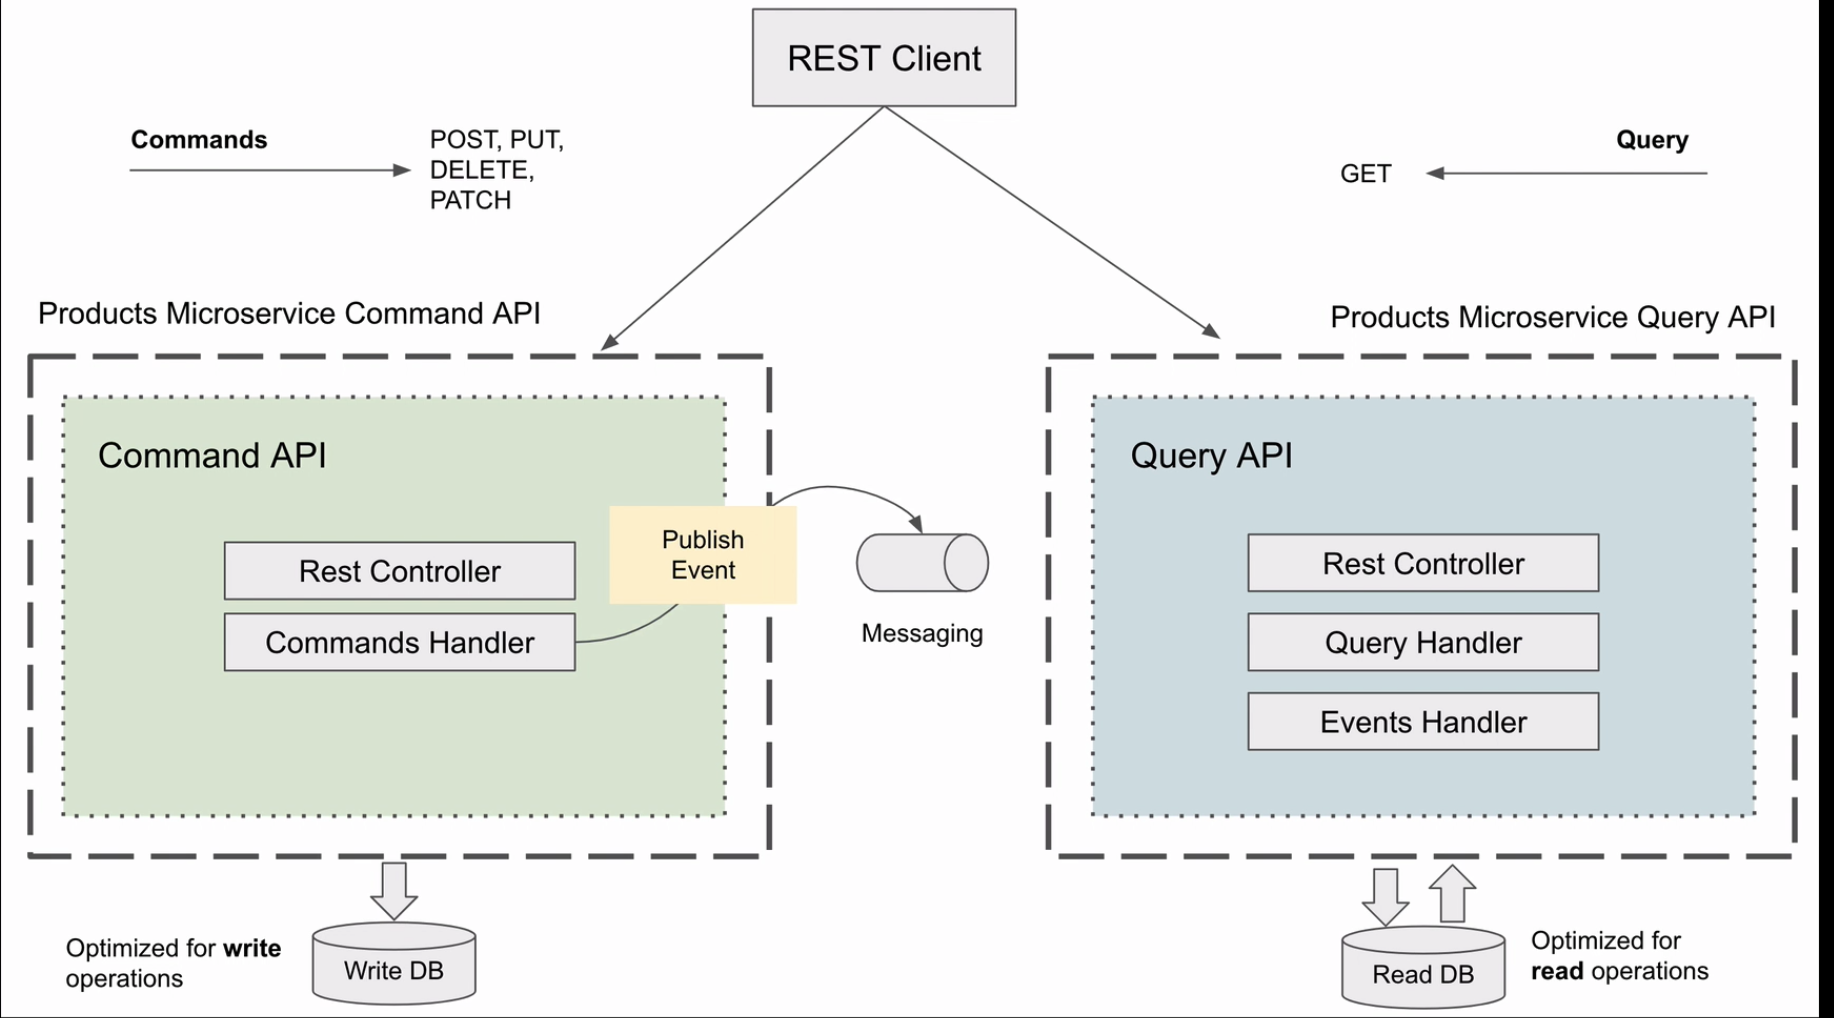 REST Client
Commands
POST, PUT,
DELETE,
PATCH
Query
GET
Products Microservice Command API
Products Microservice Query API
Command API
Rest Controller
Commands Handler
Publish
Event
Messaging
Query API
Rest Controller
Query Handler
Events Handler
Optimized for write
operations
Write DB
Read DB
Optimized for
read operations